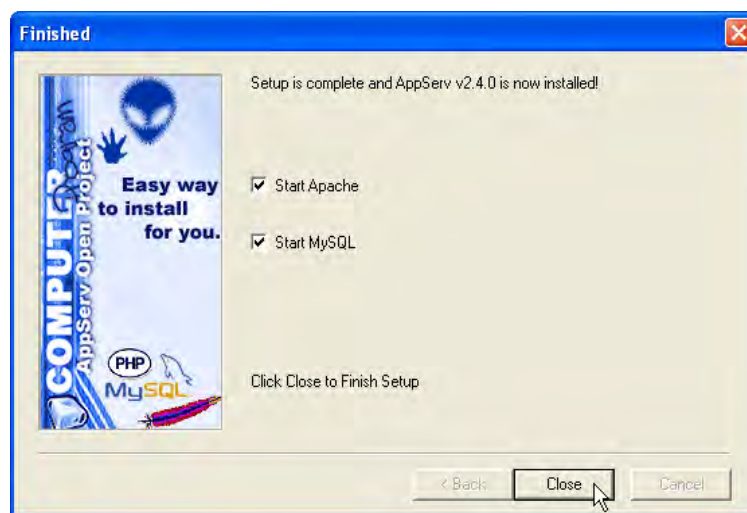 Finished
Setup is complete and AppServ v2.4.0 is now installed!
COMPUTER
Program
AppServ Open Project
Easy way
to install
for you.
Start Apache
Start MySQL
PHP
MySQL
Click Close to Finish Setup
< Back
Close
Cancel